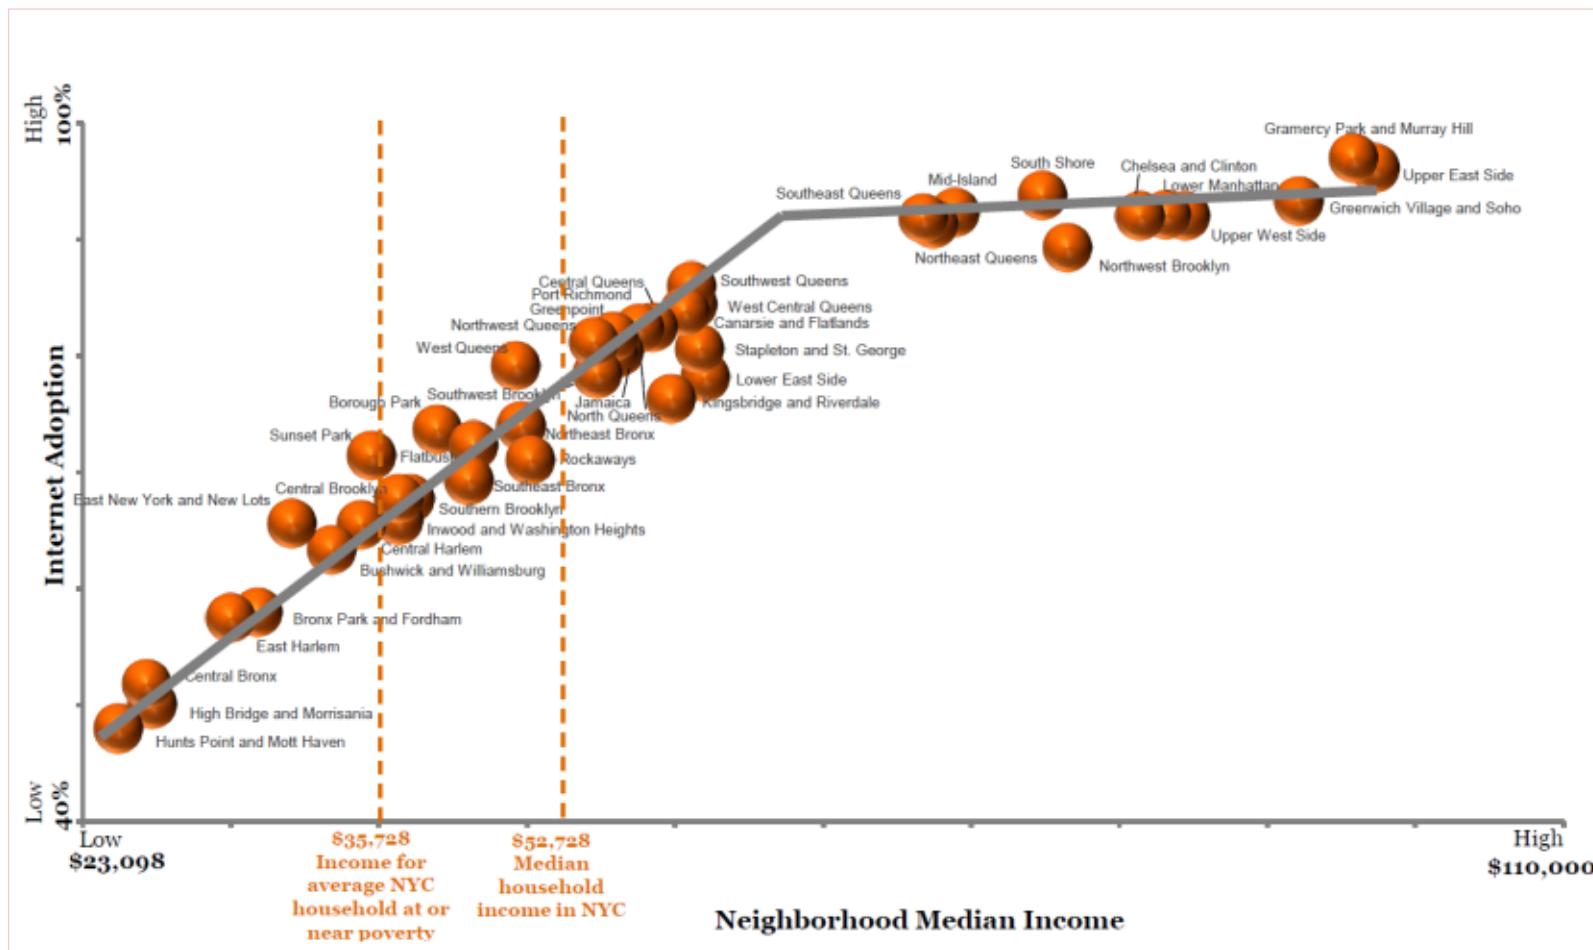 High
100%
Internet Adoption
Low
40%
Gramercy Park and Murray Hill
South Shore
Chelsea and Clinton
Mid-Island
Lower Manhattan
Upper East Side
Southeast Queens
Greenwich Village and Soho
Upper West Side
Northeast Queens
Northwest Brooklyn
Central Queens
Southwest Queens
Port Richmond
West Central Queens
Greenpoint
Northwest Queens
Canarsie and Flatlands
West Queens
Stapleton and St. George
Lower East Side
Southwest Brooklyn
Borough Park
Jamaica
Kingsbridge and Riverdale
North Queens
Sunset Park
Northeast Bronx
Flatbus
Rockaways
Central Brooklyn
Southeast Bronx
East New York and New Lots
Southern Brooklyn
Inwood and Washington Heights
Central Harlem
Bushwick and Williamsburg
Bronx Park and Fordham
East Harlem
Central Bronx
High Bridge and Morrisania
Hunts Point and Mott Haven
Low
$23,098
$35,728
Income for
average NYC
household at or
near poverty
$52,728
Median
household
income in NYC
High
$110,000
Neighborhood Median Income